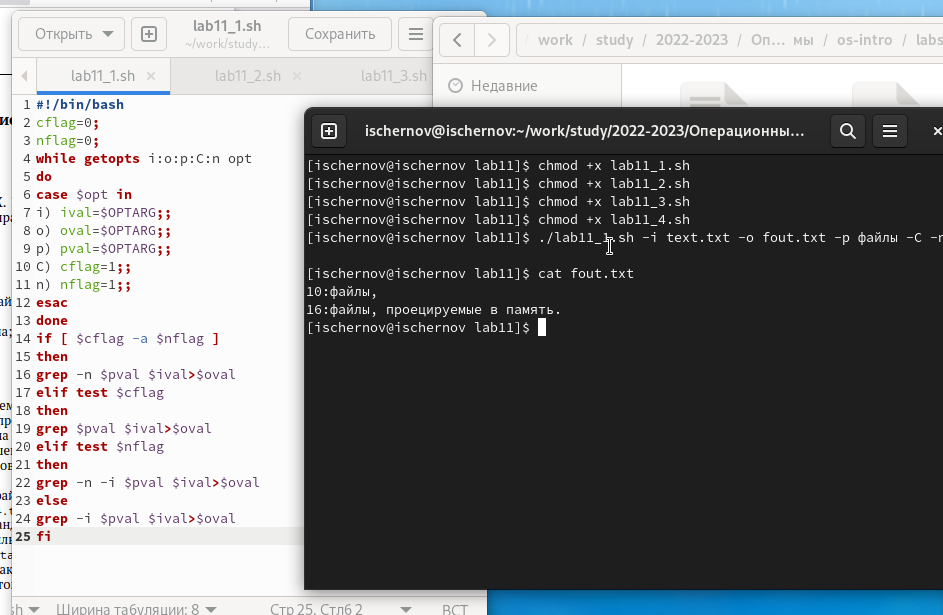 Открыть
lab11_1.sh
~/work/study...
Сохранить
lab11_1.sh
lab11_2.sh
lab11_3.sh
1 #!/bin/bash
2 cflag=0;
3 nflag=0;
4 while getopts i:o:p:C:n opt
5 do
6 case $opt in
7 i) ival=$OPTARG;;
8 o) oval=$OPTARG;;
9 p) pval=$OPTARG;;
10 C) cflag=1;;
11 n) nflag=1;;
12 esac
13 done
14 if [ $cflag -a $nflag ]
15 then
16 grep -n $pval $ival>$oval
17 elif test $cflag
18 then
19 grep $pval $ival>$oval
20 elif test $nflag
21 then
22 grep -n -i $pval $ival>$oval
23 else
24 grep -i $pval $ival>$oval
25 fi
sh
Ширина табуляции: 8
Стр 25, Стлб 2
ВСТ
work / study / 2022-2023 / Оп... мы / os-intro / labs
Недавние
ischernov@ischernov:~/work/study/2022-2023/Операционны...
[ischernov@ischernov lab11]$ chmod +x lab11_1.sh
[ischernov@ischernov lab11]$ chmod +x lab11_2.sh
[ischernov@ischernov lab11]$ chmod +x lab11_3.sh
[ischernov@ischernov lab11]$ chmod +x lab11_4.sh
[ischernov@ischernov lab11]$ ./lab11_1.sh -i text.txt -o fout.txt -p файлы -C -n
[ischernov@ischernov lab11]$ cat fout.txt
10:файлы,
16:файлы, проецируемые в память.
[ischernov@ischernov lab11]$